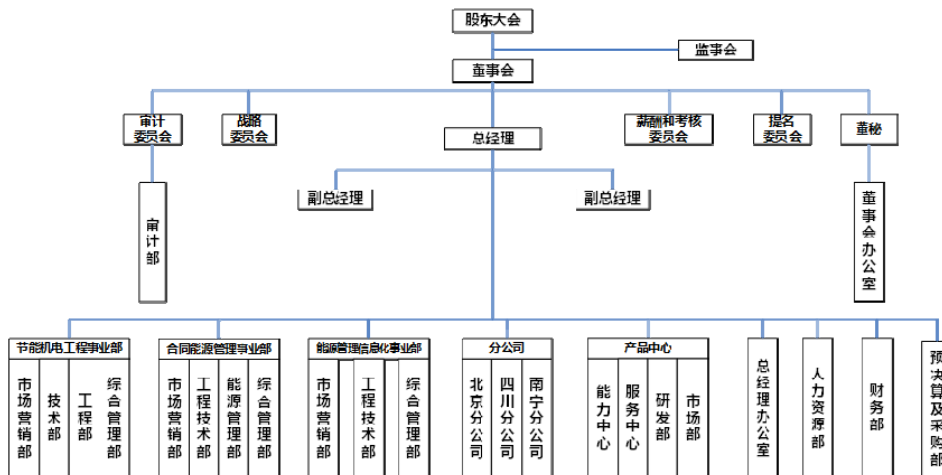 股东大会
监事会
董事会
审计
委员会
战略
委员会
总经理
薪酬和考核
委员会
提名
委员会
董秘
副总经理
副总经理
审计部
董事会办公室
节能机电工程事业部
市场营销部
技术部
工程部
综合管理部
合同能源管理事业部
市场营销部
工程技术部
能源管理部
综合管理部
能源管理信息化事业部
市场营销部
工程技术部
综合管理部
分公司
北京分公司
四川分公司
南宁分公司
产品中心
能力中心
服务中心
研发部
市场部
总经理办公室
人力资源部
财务部
预决算及采购部